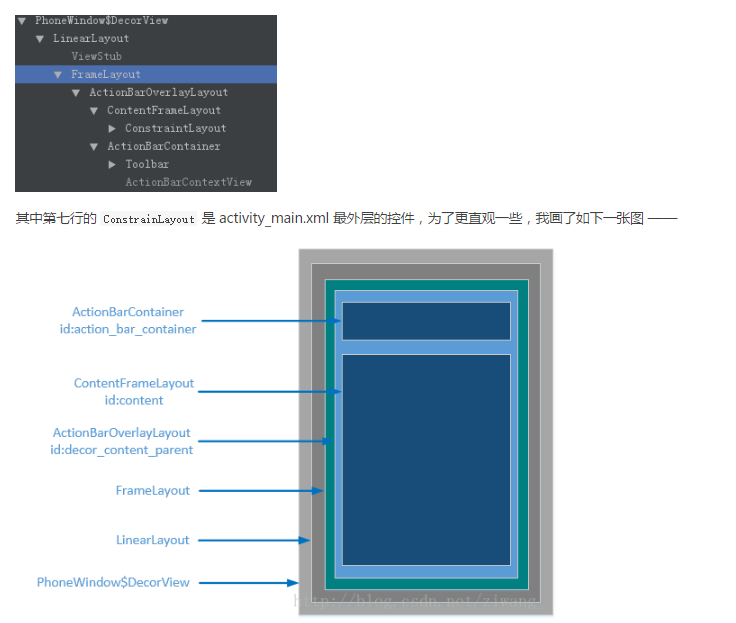 PhoneWindow$DecorView
LinearLayout
ViewStub
FrameLayout
ActionBarOverlayLayout
ContentFrameLayout
ConstraintLayout
ActionBarContainer
Toolbar
ActionBarContextView
其中第七行的 ConstrainLayout 是 activity_main.xml 最外层的控件，为了更直观一些，我画了如下一张图 ——
ActionBarContainer
id:action_bar_container
ContentFrameLayout
id:content
ActionBarOverlayLayout
id:decor_content_parent
FrameLayout
LinearLayout
PhoneWindow$DecorView
http://blog.csdn.net/ziwang_